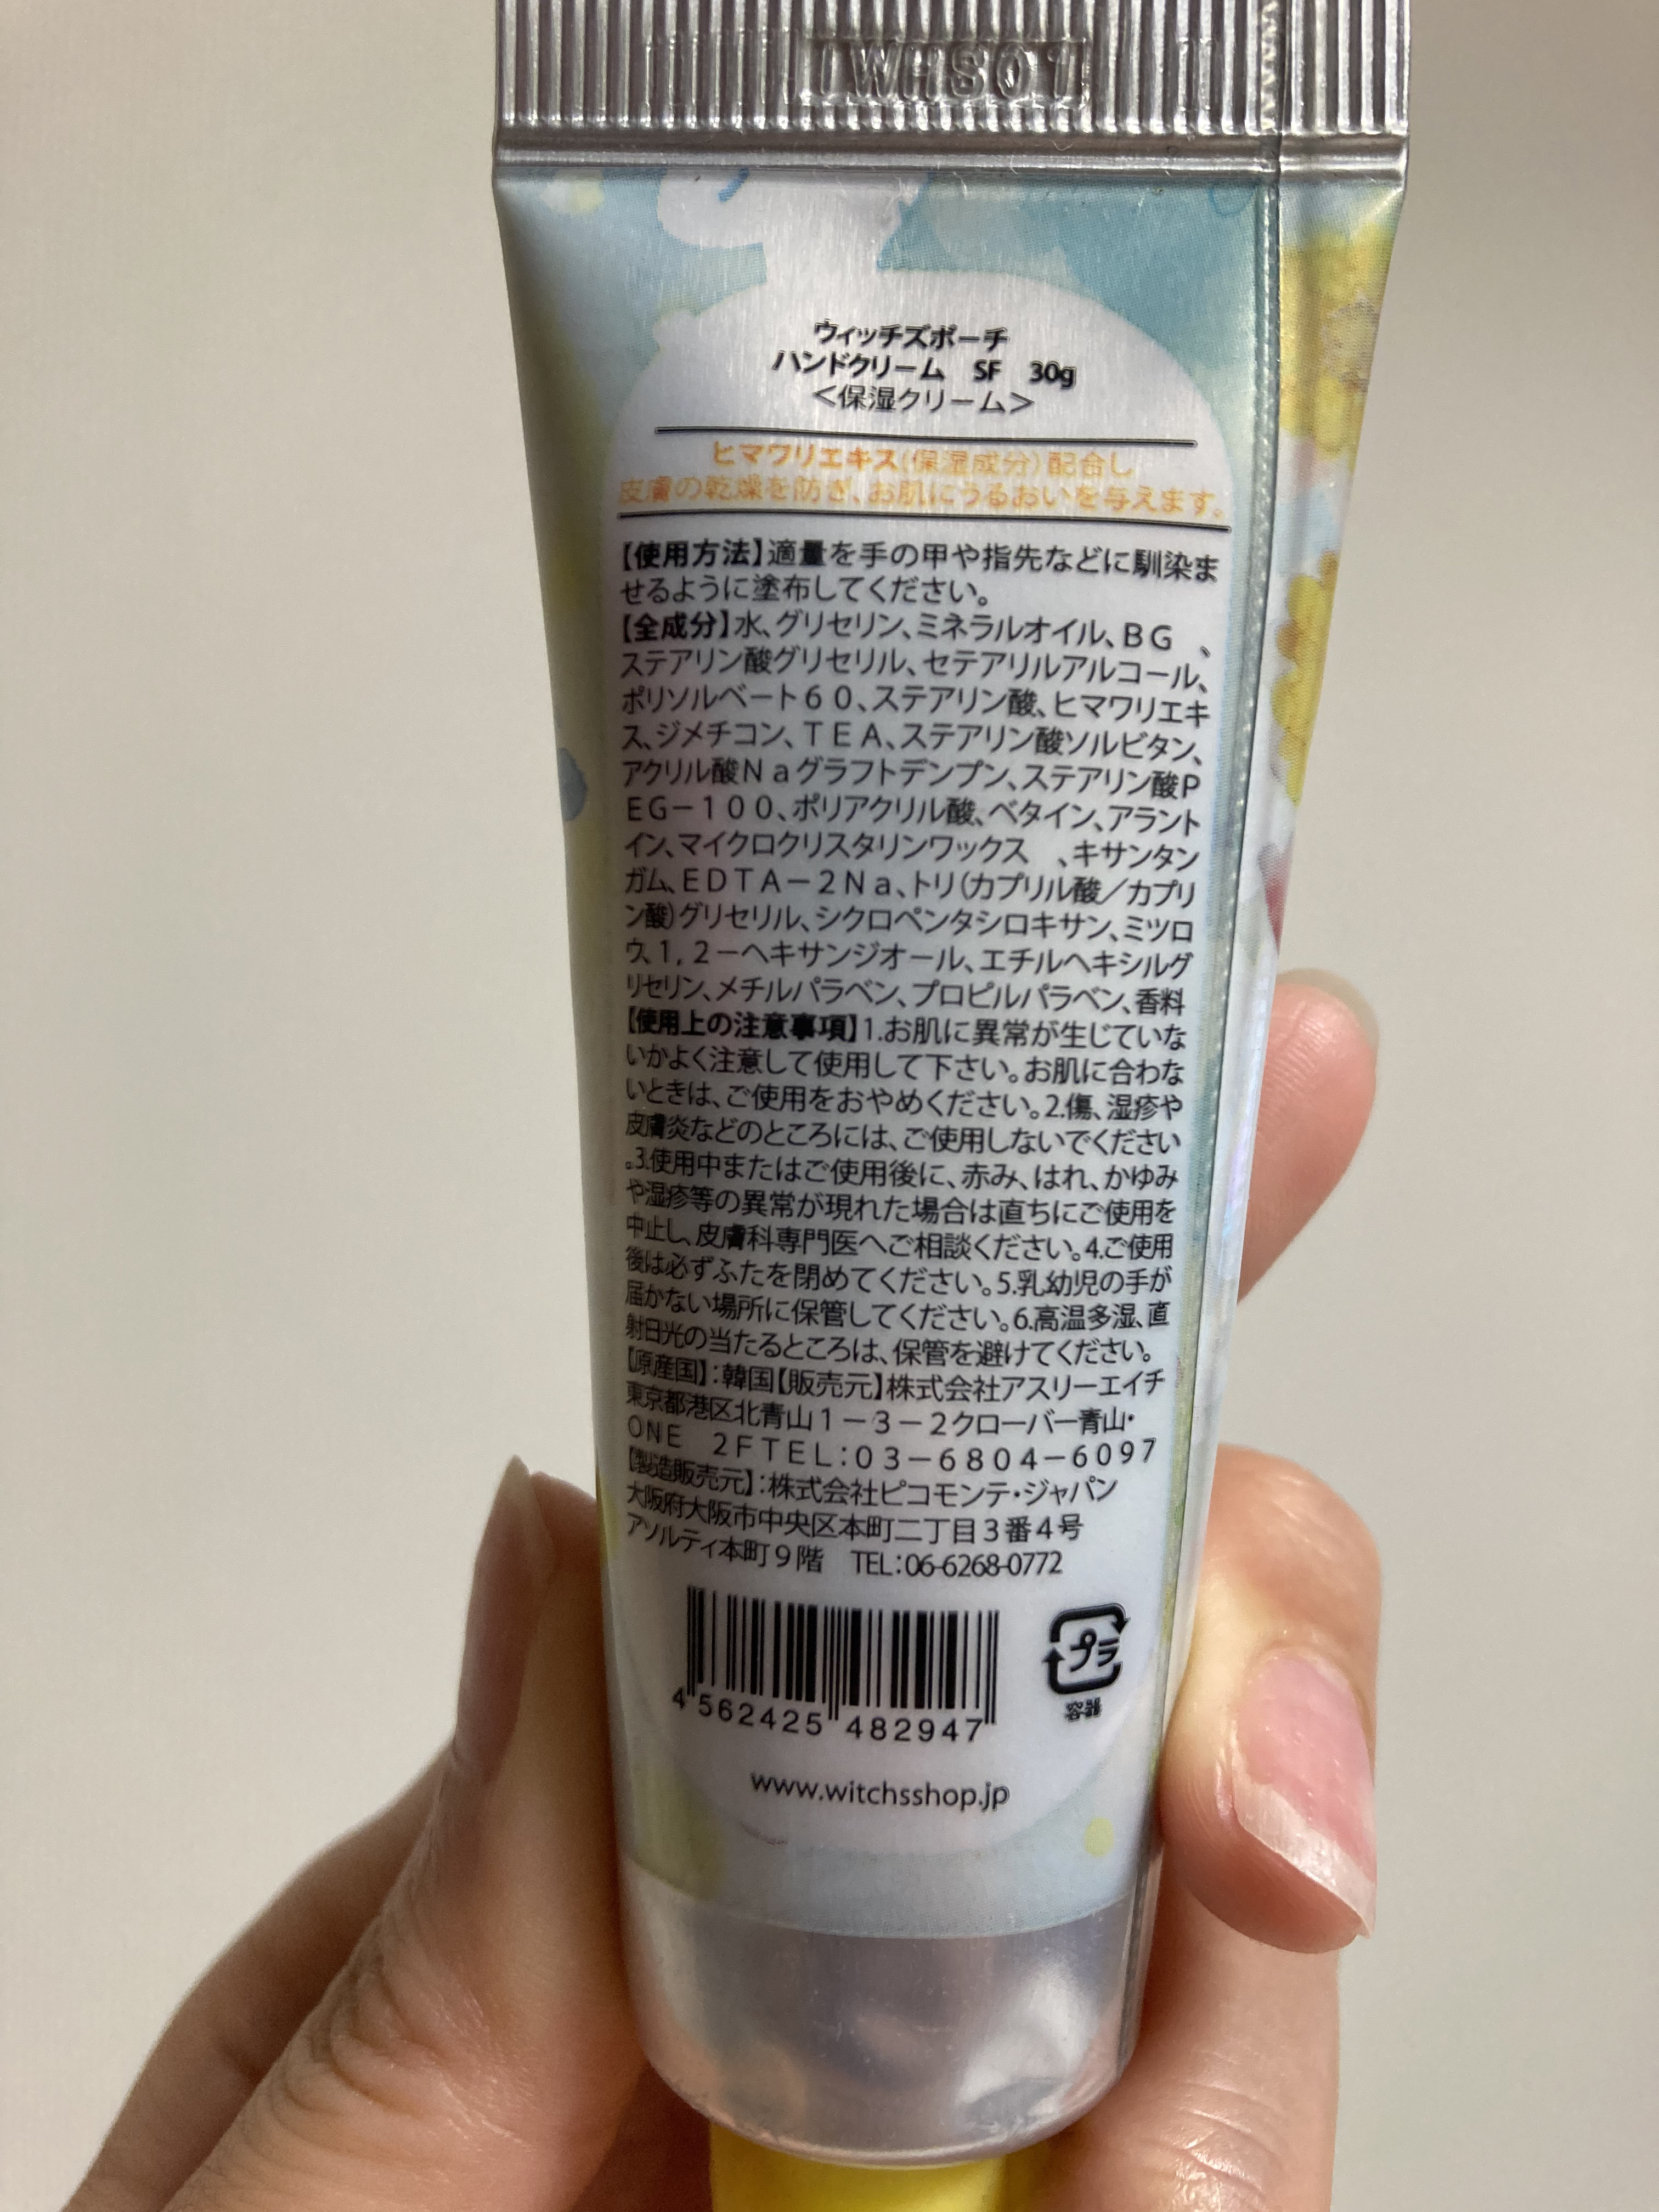 LWHS01
ウィッチズポーチ
ハンドクリーム　SF　30g
＜保湿クリーム＞
ヒマワリエキス(保湿成分)配合し
皮膚の乾燥を防ぎ、お肌にうるおいを与えます。
【使用方法】適量を手の甲や指先などに馴染ま
せるように塗布してください。
【全成分】水、グリセリン、ミネラルオイル、ＢＧ　、
ステアリン酸グリセリル、セテアリルアルコール、
ポリソルベート６０、ステアリン酸、ヒマワリエキ
ス、ジメチコン、ＴＥＡ、ステアリン酸ソルビタン、
アクリル酸Ｎａグラフトデンプン、ステアリン酸Ｐ
ＥＧ－１００、ポリアクリル酸、ベタイン、アラント
イン、マイクロクリスタリンワックス　、キサンタン
ガム、ＥＤＴＡ－２Ｎａ、トリ（カプリル酸／カプリ
ン酸）グリセリル、シクロペンタシロキサン、ミツロ
ウ、１，２－ヘキサンジオール、エチルヘキシルグ
リセリン、メチルパラベン、プロピルパラベン、香料
【使用上の注意事項】1.お肌に異常が生じていな
いかよく注意して使用して下さい。お肌に合わな
いときは、ご使用をおやめください。2.傷、湿疹や
皮膚炎などのところには、ご使用しないでください
。3.使用中またはご使用後に、赤み、はれ、かゆみ
や湿疹等の異常が現れた場合は直ちにご使用を
中止し、皮膚科専門医へご相談ください。4.ご使用
後は必ずふたを閉めてください。5.乳幼児の手が
届かない場所に保管してください。6.高温多湿、直
射日光の当たるところは、保管を避けてください。
【原産国】：韓国【販売元】株式会社アスリーエイチ
東京都港区北青山１－３－２クローバー青山・
ＯＮＥ　２ＦＴＥＬ：０３－６８０４－６０９７
【製造販売元】：株式会社ピコモンテ・ジャパン
大阪府大阪市中央区本町二丁目３番４号
アソルティ本町９階　TEL：06-6268-0772
プラ
容器
4 562425 482947
www.witchsshop.jp